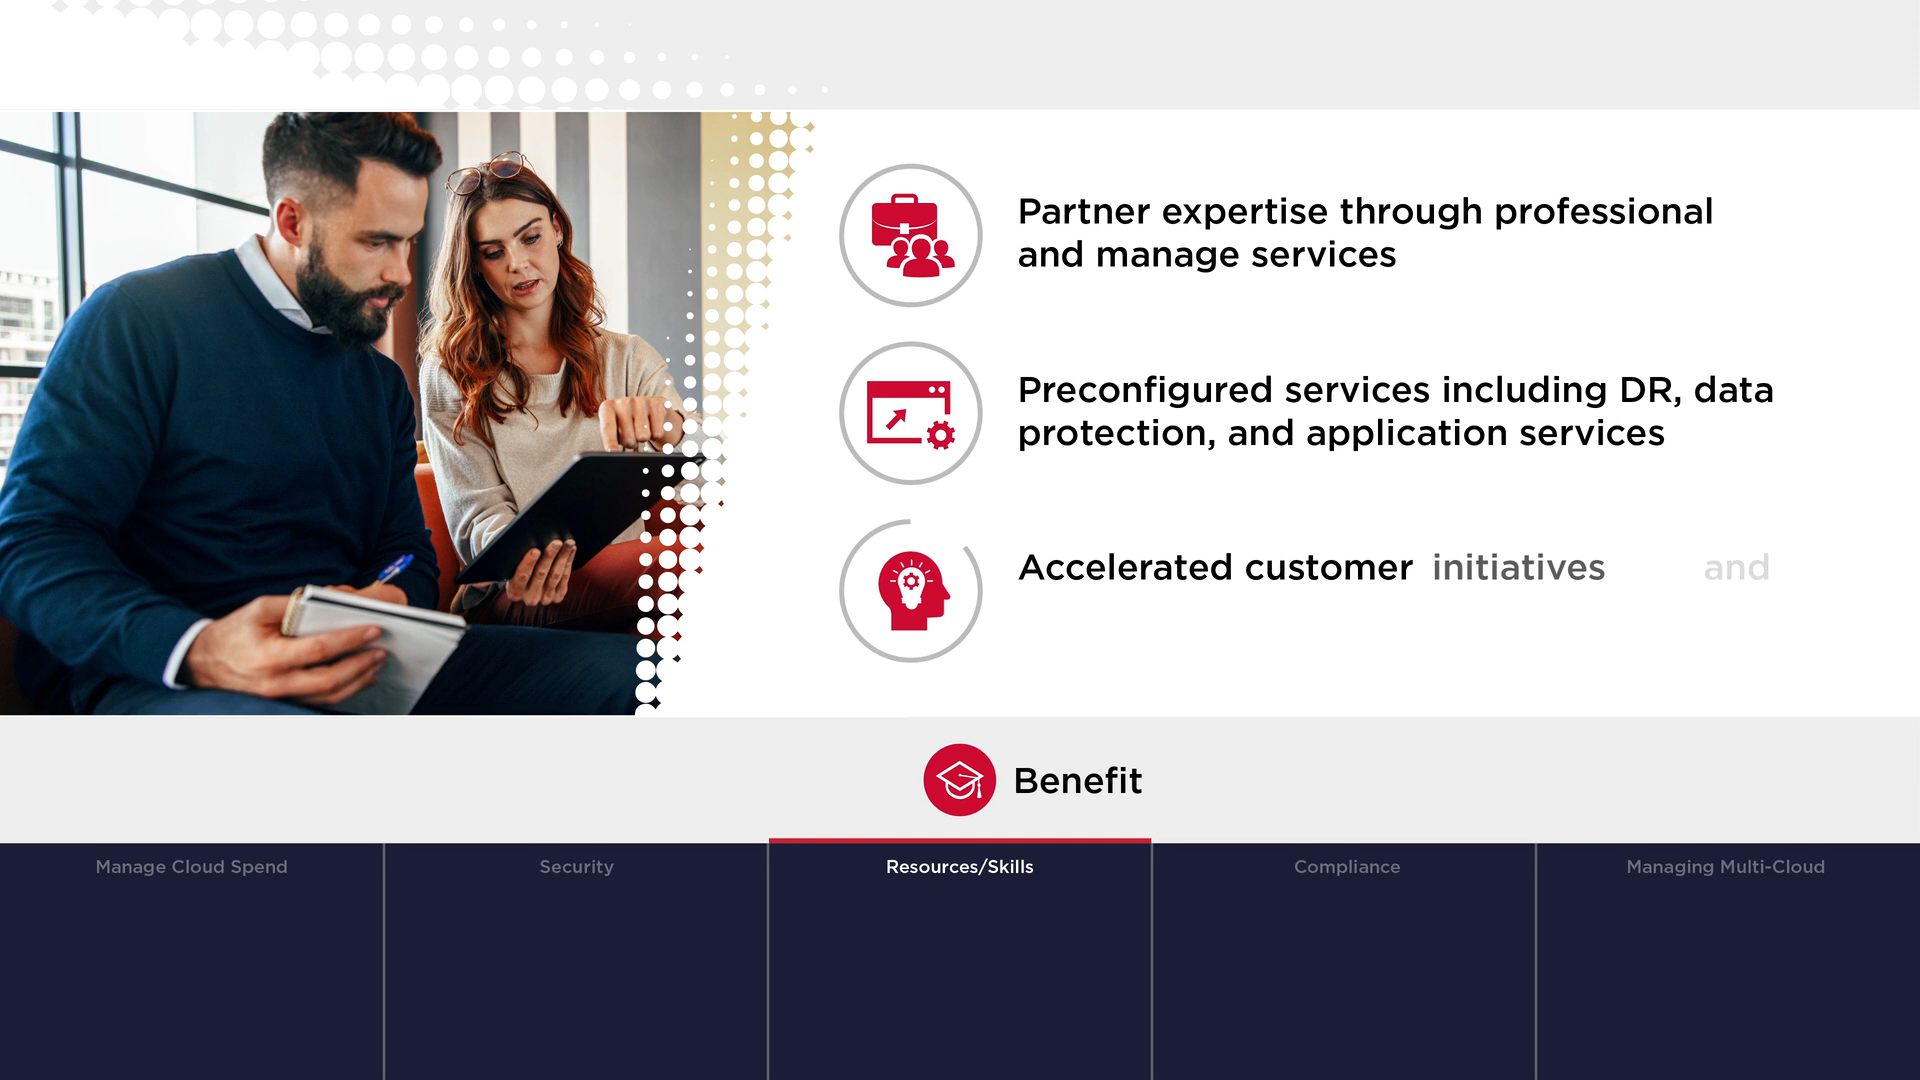 Partner expertise through professional
and manage services
Preconfigured services including DR, data
protection, and application services
Accelerated customer initiatives and
Benefit
Manage Cloud Spend
Security
Resources/Skills
Compliance
Managing Multi-Cloud